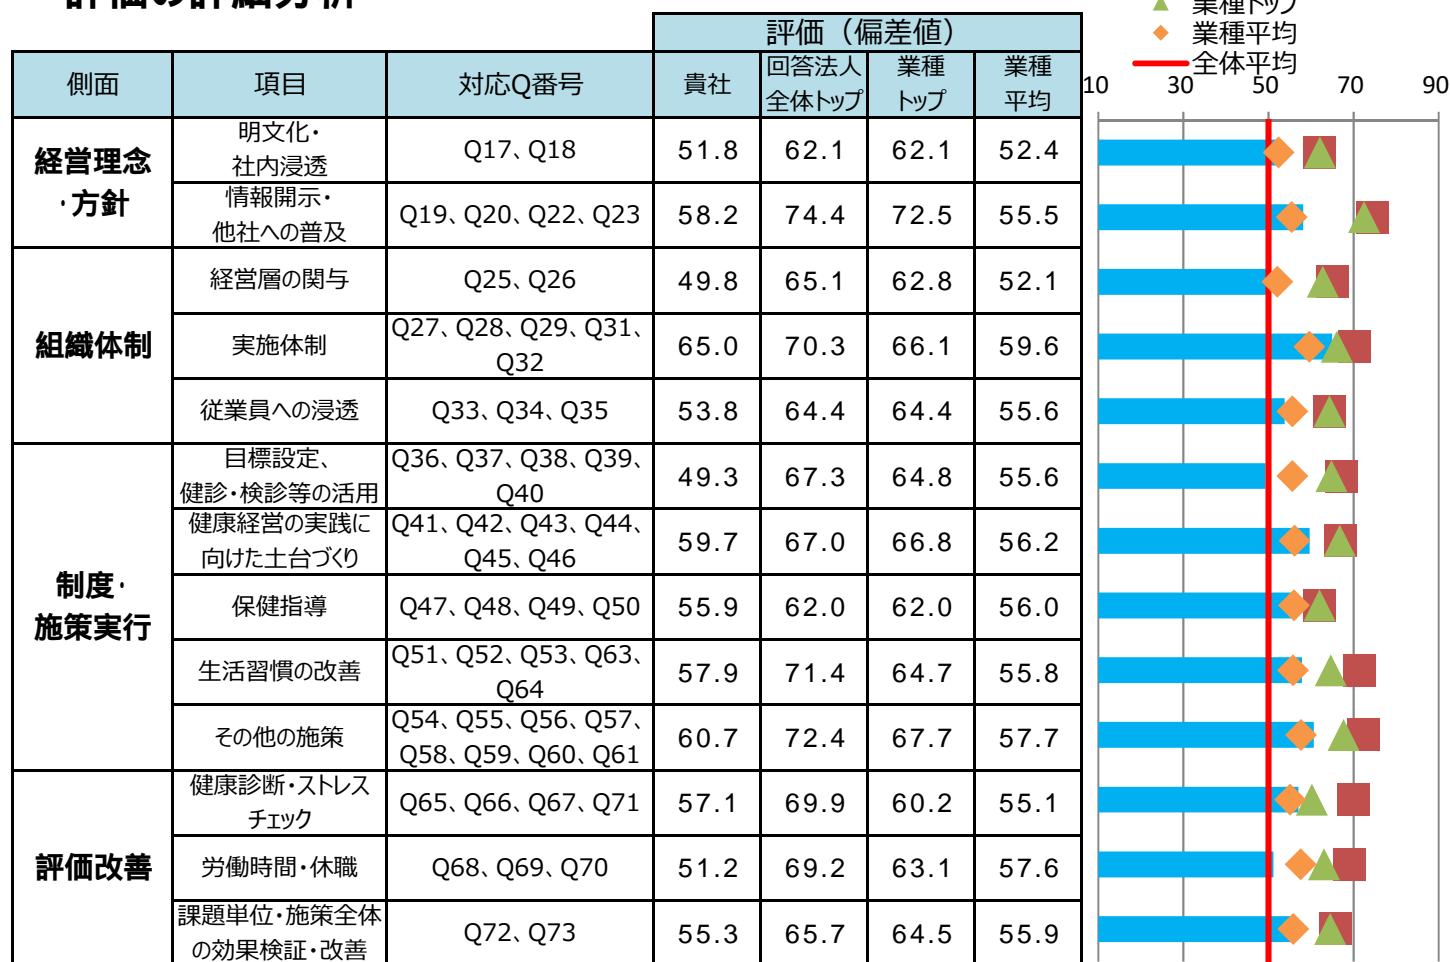 評価の詳細分析
業種トップ
業種平均
全体平均
評価（偏差値）
側面 項目 対応Q番号 貴社 回答法人全体トップ 業種トップ 業種平均
10 30 50 70 90
経営理念・方針
明文化・社内浸透 Q17、Q18 51.8 62.1 62.1 52.4
情報開示・他社への普及 Q19、Q20、Q22、Q23 58.2 74.4 72.5 55.5
組織体制
経営層の関与 Q25、Q26 49.8 65.1 62.8 52.1
実施体制 Q27、Q28、Q29、Q31、Q32 65.0 70.3 66.1 59.6
従業員への浸透 Q33、Q34、Q35 53.8 64.4 64.4 55.6
制度・施策実行
目標設定、健診・検診等の活用 Q36、Q37、Q38、Q39、Q40 49.3 67.3 64.8 55.6
健康経営の実践に向けた土台づくり Q41、Q42、Q43、Q44、Q45、Q46 59.7 67.0 66.8 56.2
保健指導 Q47、Q48、Q49、Q50 55.9 62.0 62.0 56.0
生活習慣の改善 Q51、Q52、Q53、Q63、Q64 57.9 71.4 64.7 55.8
その他の施策 Q54、Q55、Q56、Q57、Q58、Q59、Q60、Q61 60.7 72.4 67.7 57.7
評価改善
健康診断・ストレスチェック Q65、Q66、Q67、Q71 57.1 69.9 60.2 55.1
労働時間・休職 Q68、Q69、Q70 51.2 69.2 63.1 57.6
課題単位・施策全体の効果検証・改善 Q72、Q73 55.3 65.7 64.5 55.9